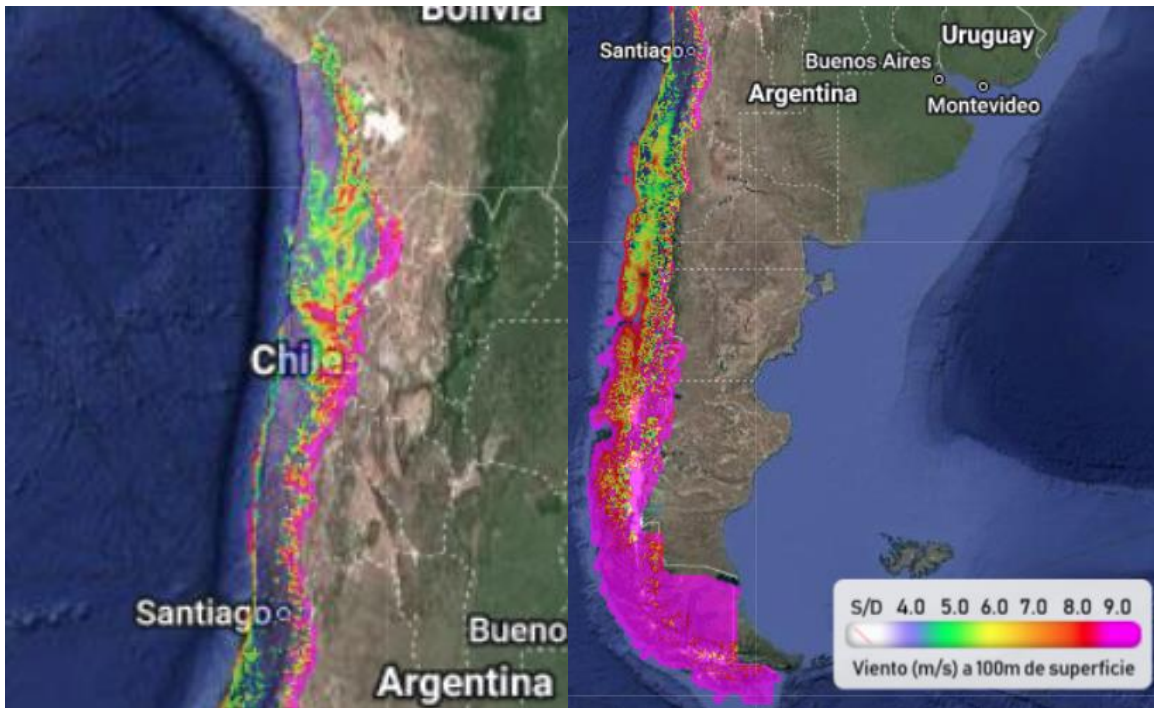 Bolivia
Chile
Santiago
Bueno
Argentina
Santiago
Uruguay
Buenos Aires
Argentina
Montevideo
S/D 4.0 5.0 6.0 7.0 8.0 9.0
Viento (m/s) a 100m de superficie